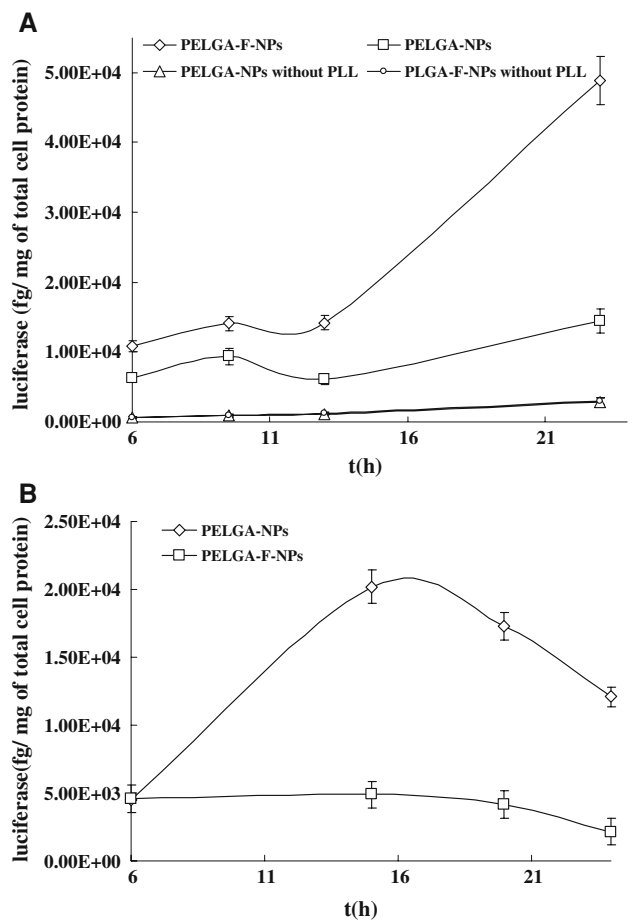 A
PELGA-F-NPs
PELGA-NPs
PELGA-NPs without PLL
PLGA-F-NPs without PLL
luciferase (fg/ mg of total cell protein)
5.00E+04
4.00E+04
3.00E+04
2.00E+04
1.00E+04
0.00E+00
6
11
16
21
t(h)
B
PELGA-NPs
PELGA-F-NPs
luciferase(fg/ mg of total cell protein)
2.50E+04
2.00E+04
1.50E+04
1.00E+04
5.00E+03
0.00E+00
6
11
16
21
t(h)